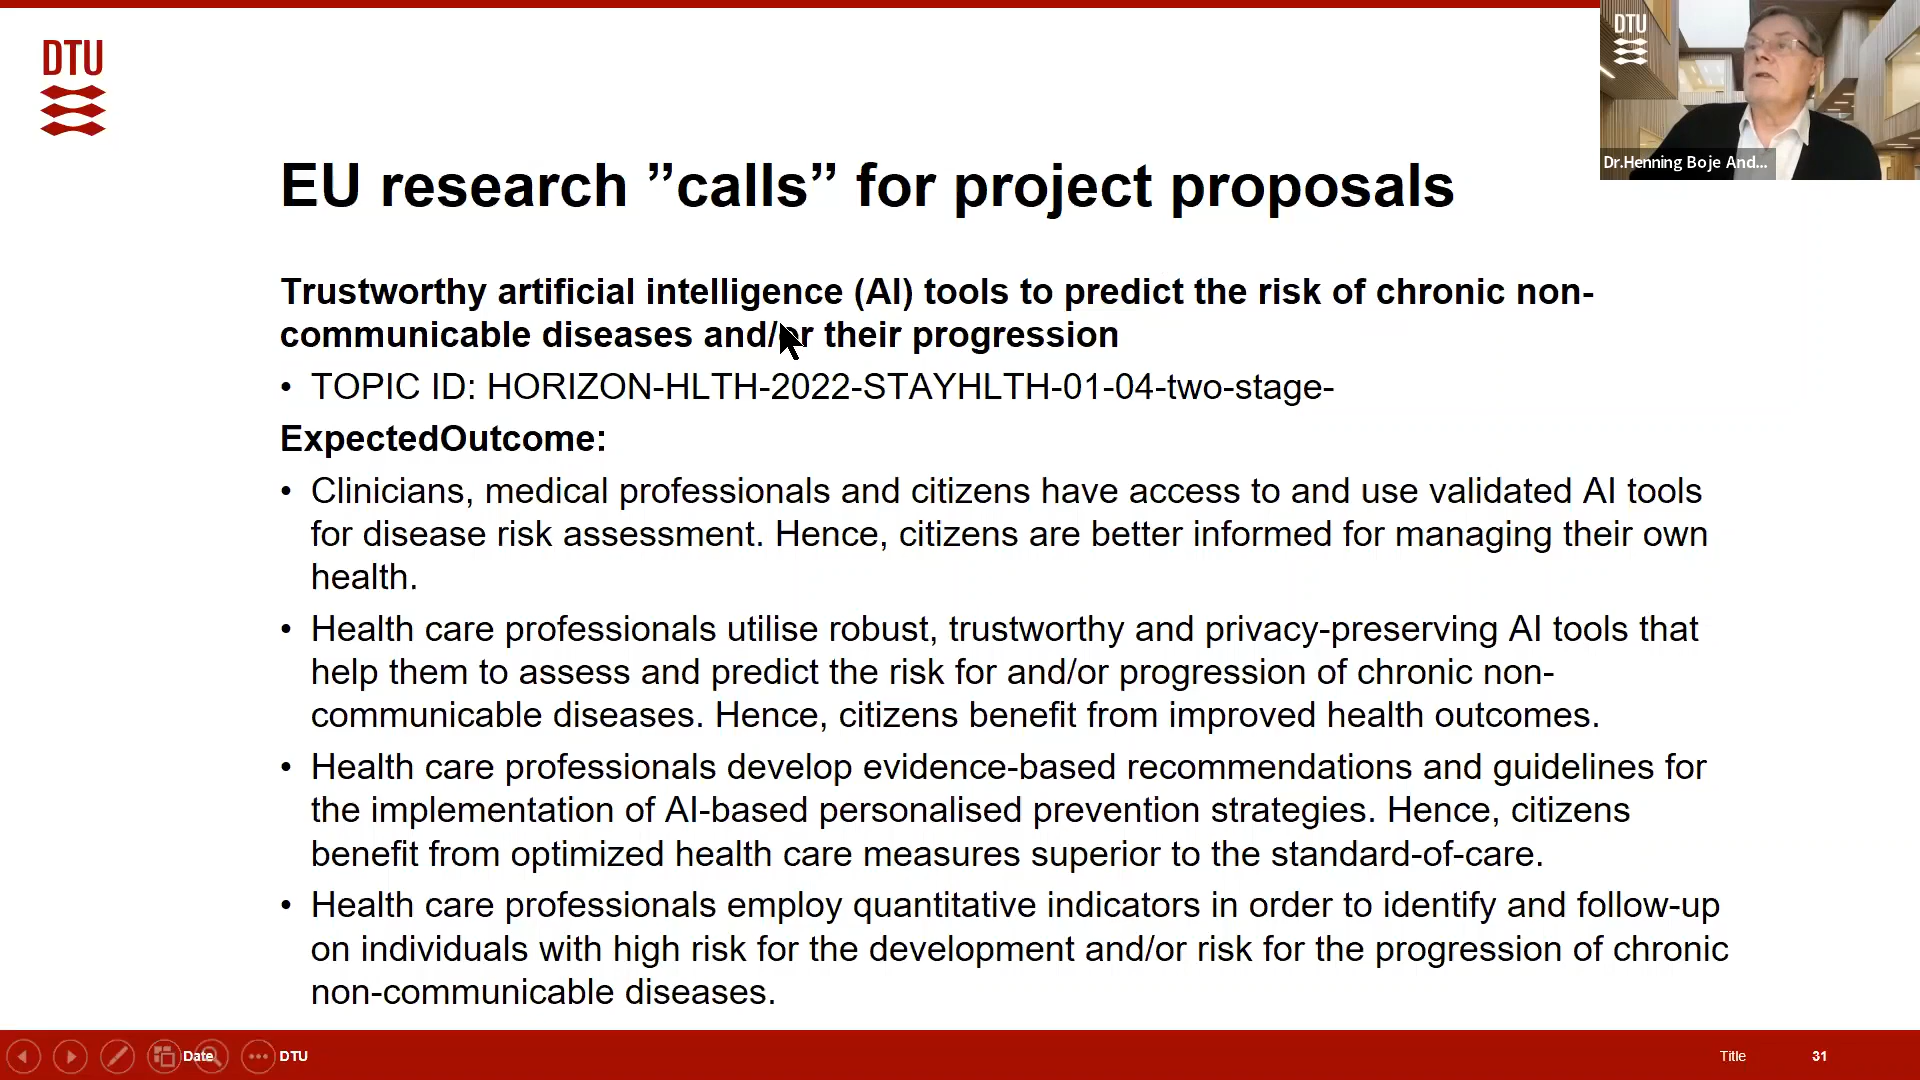 DTU
DTU
Dr.Henning Boje And...
EU research ”calls” for project proposals
Trustworthy artificial intelligence (AI) tools to predict the risk of chronic non-
communicable diseases and/or their progression
• TOPIC ID: HORIZON-HLTH-2022-STAYHLTH-01-04-two-stage-
ExpectedOutcome:
• Clinicians, medical professionals and citizens have access to and use validated AI tools
for disease risk assessment. Hence, citizens are better informed for managing their own
health.
• Health care professionals utilise robust, trustworthy and privacy-preserving AI tools that
help them to assess and predict the risk for and/or progression of chronic non-
communicable diseases. Hence, citizens benefit from improved health outcomes.
• Health care professionals develop evidence-based recommendations and guidelines for
the implementation of AI-based personalised prevention strategies. Hence, citizens
benefit from optimized health care measures superior to the standard-of-care.
• Health care professionals employ quantitative indicators in order to identify and follow-up
on individuals with high risk for the development and/or risk for the progression of chronic
non-communicable diseases.
Date DTU Title 31